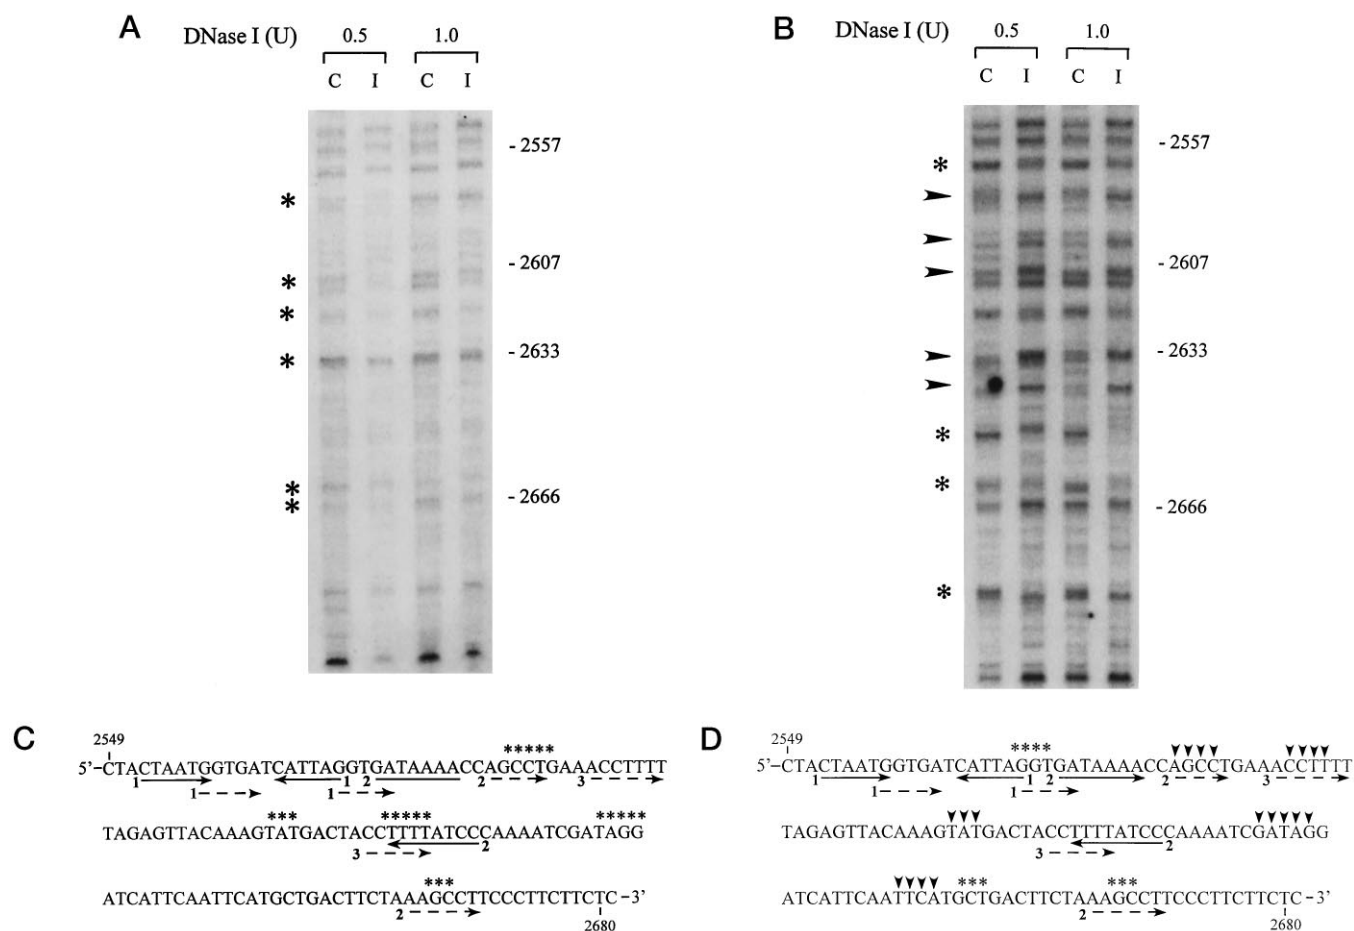 A DNase I (U) 0.5 1.0
C I C I
- 2557
*
- 2607
*
*
- 2633
*
*
- 2666
*
B DNase I (U) 0.5 1.0
C I C I
- 2557
*
- 2607
- 2633
*
*
- 2666
*
C
2549
*****
5’-CTACTAATGGTGATCATTAGGTGATAAAACCAGCCTGAAACCTTTT
1 1 1 2 1 2 3
*** ***** *****
TAGAGTTACAAAGTATGACTACCTTTTATCCCAAAATCGATAGG
3 2
***
ATCATTCAATTCATGCTGACTTCTAAAGCCTTCCCTTCTTCTC-3’
2
2680
D
2549
****
5’-CTACTAATGGTGATCATTAGGTGATAAAACCAGCCTGAAACCTTTT
1 1 1 2 1 2 3
TAGAGTTACAAAGTATGACTACCTTTTATCCCAAAATCGATAGG
3 2
*** ***
ATCATTCAATTCATGCTGACTTCTAAAGCCTTCCCTTCTTCTC-3’
2
2680